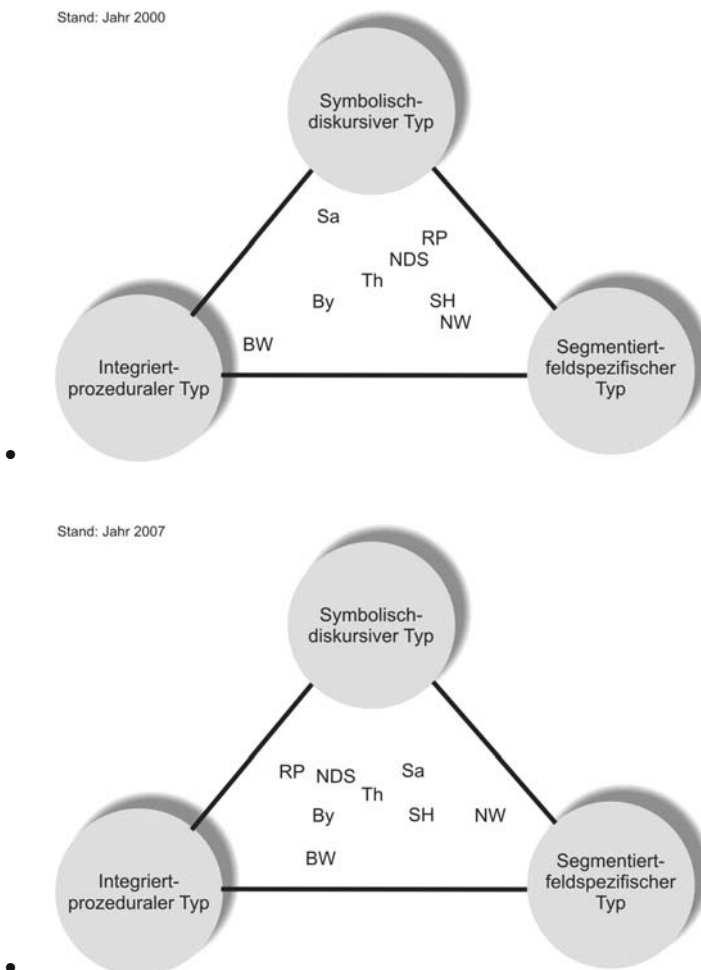 Stand: Jahr 2000
Symbolisch-
diskursiver Typ
Sa
RP
NDS
Th
By
SH
NW
BW
Integriert-
prozeduraler Typ
Segmentiert-
feldspezifischer
Typ
Stand: Jahr 2007
Symbolisch-
diskursiver Typ
RP NDS Sa
Th
By SH NW
BW
Integriert-
prozeduraler Typ
Segmentiert-
feldspezifischer
Typ